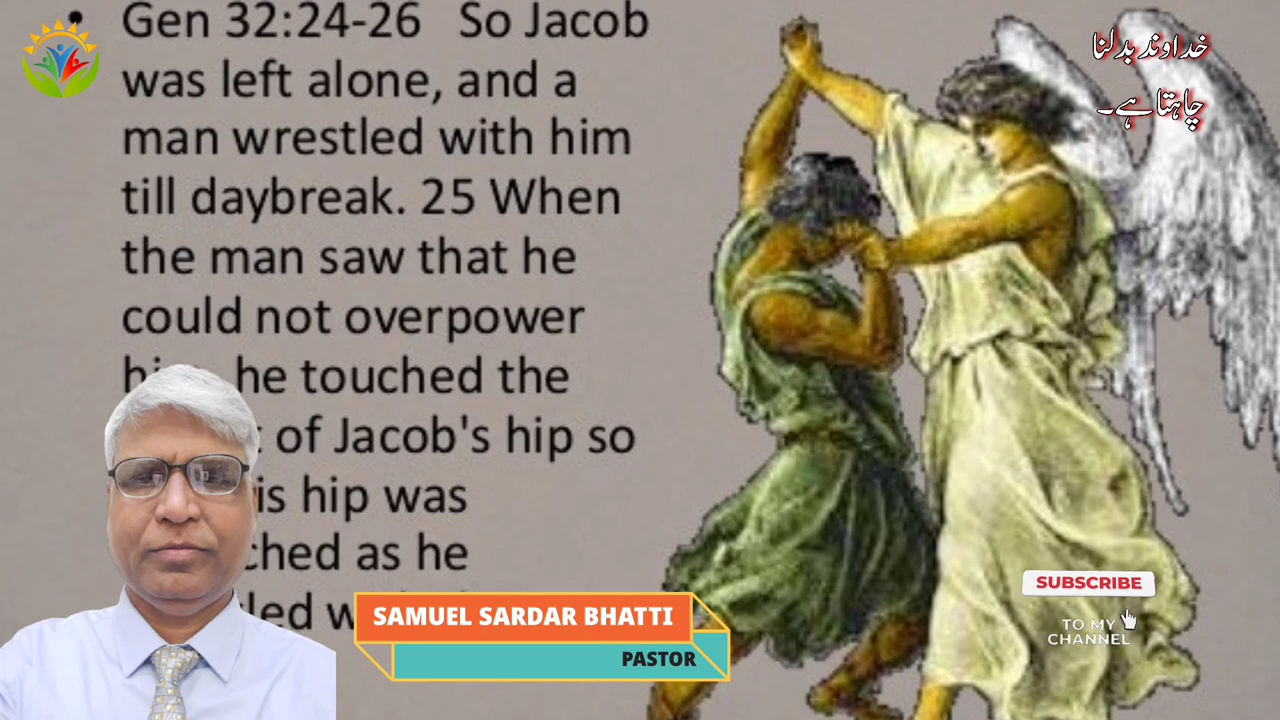 Gen 32:24-26 So Jacob
was left alone, and a
man wrestled with him
till daybreak. 25 When
the man saw that he
could not overpower
he touched the
of Jacob's hip so
hip was
as he
خداوند بدلنا
چاہتا ہے۔
SAMUEL SARDAR BHATTI
PASTOR
SUBSCRIBE
TO MY
CHANNEL